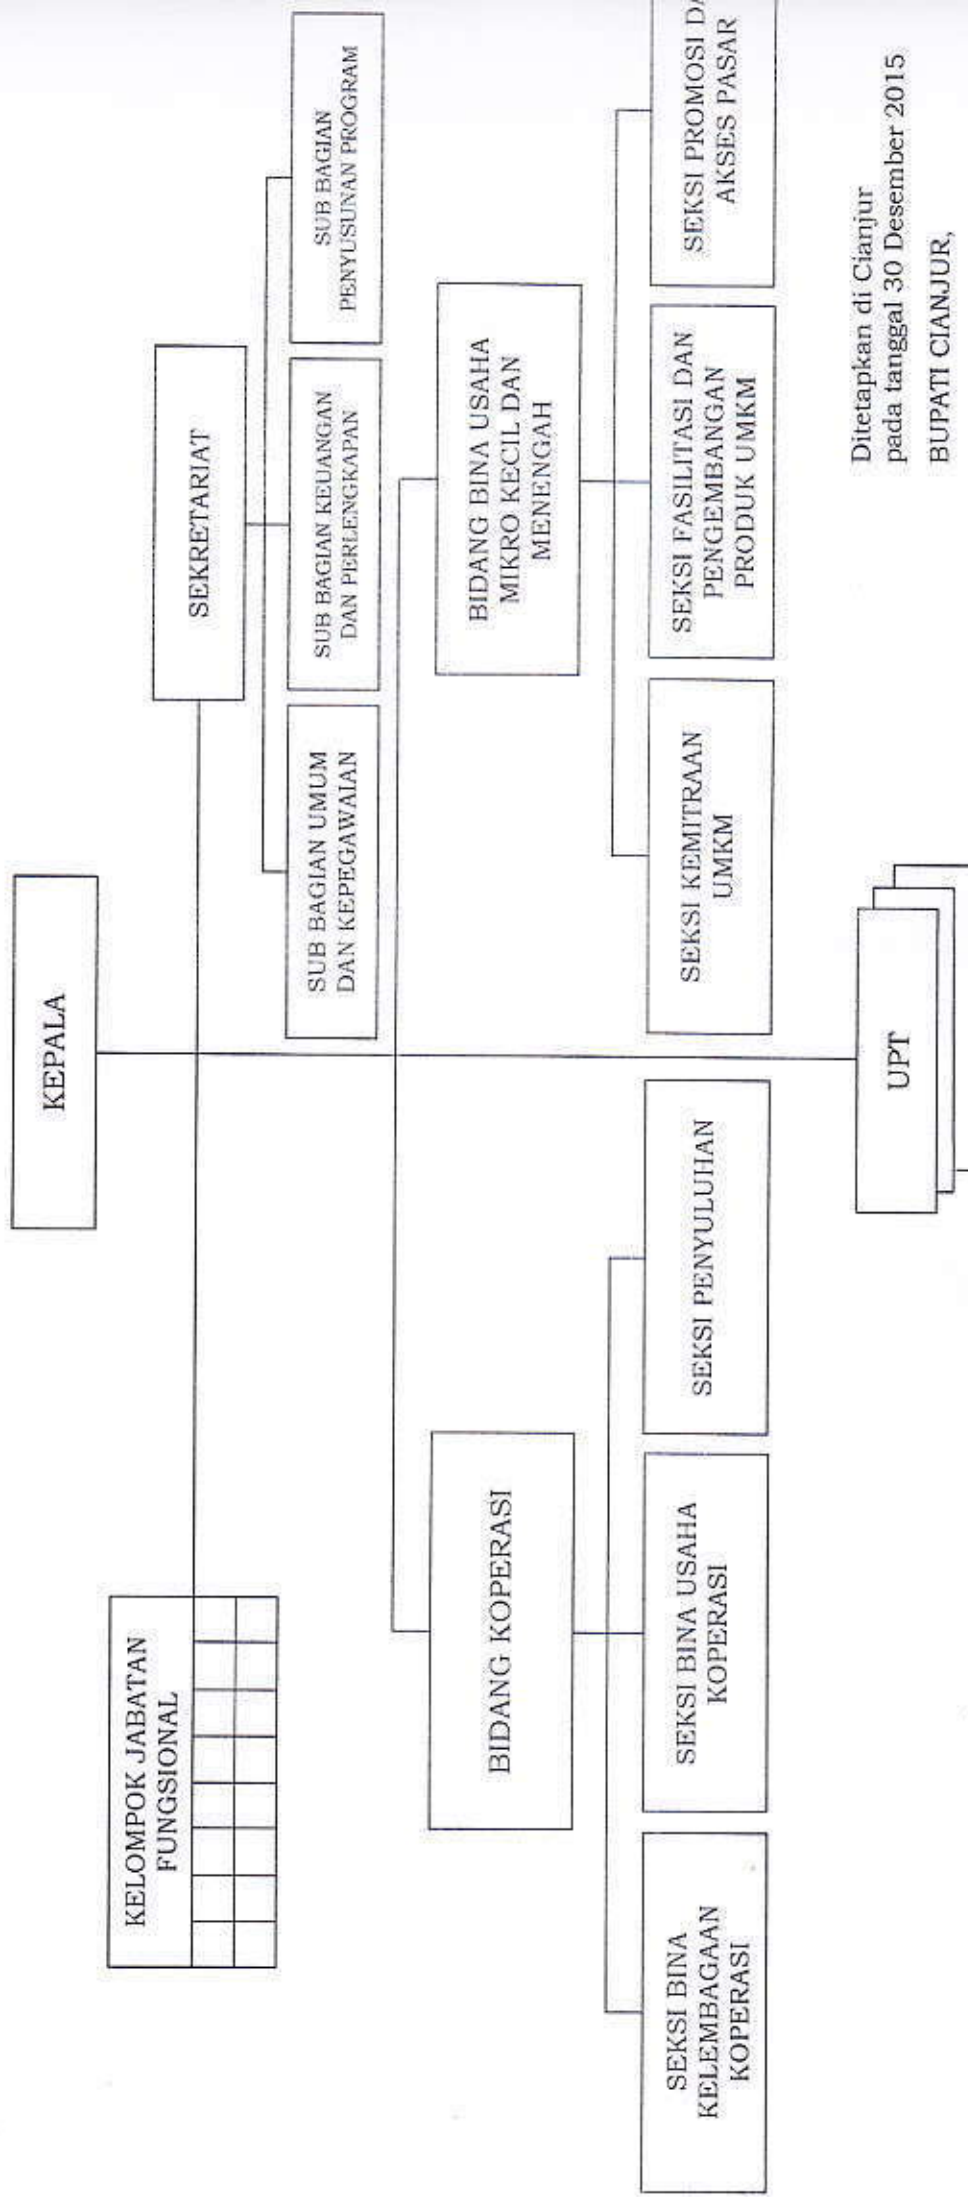 KEPALA
KELOMPOK JABATAN
FUNGSIONAL
SEKRETARIAT
SUB BAGIAN UMUM
DAN KEPEGAWAIAN
SUB BAGIAN KEUANGAN
DAN PERLENGKAPAN
SUB BAGIAN
PENYUSUNAN PROGRAM
BIDANG KOPERASI
BIDANG BINA USAHA
MIKRO KECIL DAN
MENENGAH
SEKSI BINA
KELEMBAGAAN
KOPERASI
SEKSI BINA USAHA
KOPERASI
SEKSI PENYULUHAN
SEKSI KEMITRAAN
UMKM
SEKSI FASILITASI DAN
PENGEMBANGAN
PRODUK UMKM
SEKSI PROMOSI
AKSES PASAR
UPT
Ditetapkan di Cianjur
pada tanggal 30 Desember 2015
BUPATI CIANJUR,